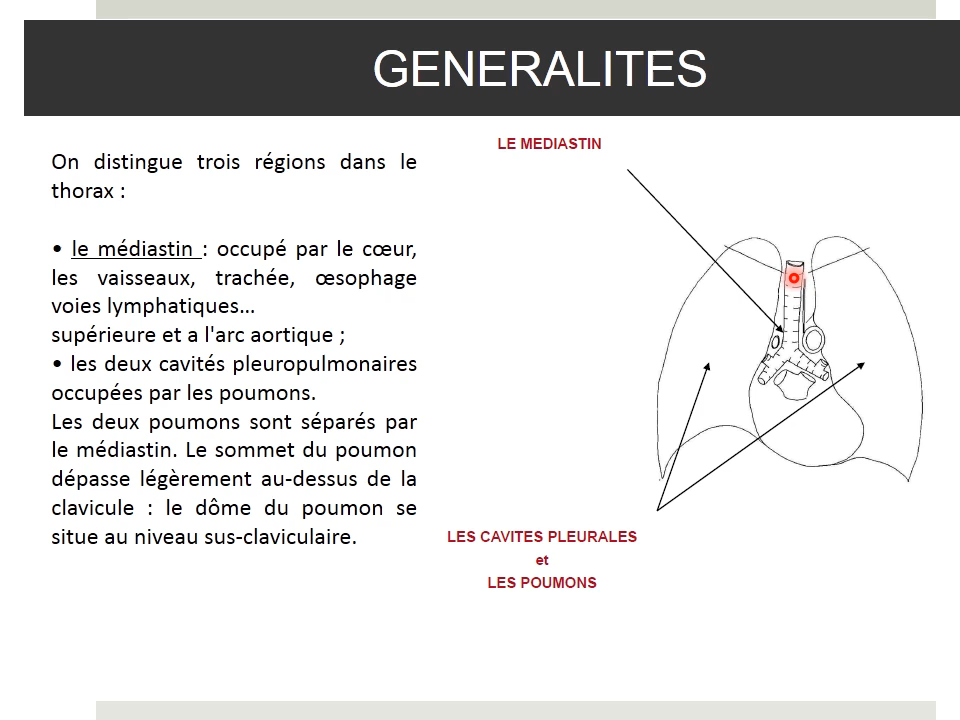 GENERALITES
On distingue trois régions dans le
thorax :
• le médiastin : occupé par le cœur,
les vaisseaux, trachée, œsophage
voies lymphatiques…
supérieure et a l'arc aortique ;
• les deux cavités pleuropulmonaires
occupées par les poumons.
Les deux poumons sont séparés par
le médiastin. Le sommet du poumon
dépasse légèrement au-dessus de la
clavicule : le dôme du poumon se
situe au niveau sus-claviculaire.
LE MEDIASTIN
LES CAVITES PLEURALES
et
LES POUMONS